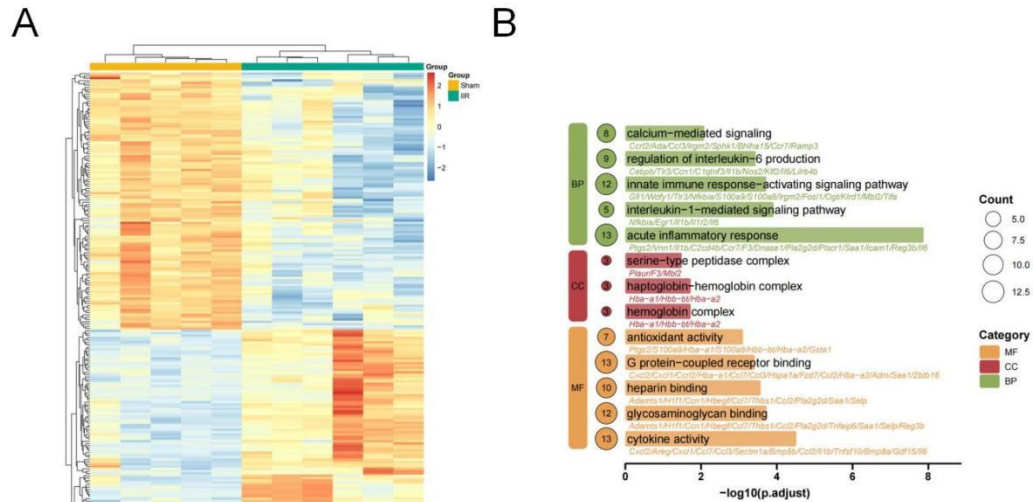 A
Group
Group
Sham
IIR
2
1
0
-1
-2
B
BP
8
calcium-mediated signaling
Ccrl2/Ada/Ccl3/Irgm2/Sphk1/Bhlha15/Ccr7/Ramp3
9
regulation of interleukin-6 production
Cebpb/Tlr3/Ccn1/C1qtnf3/Il1b/Nos2/Klf2/Il6/Lilrb4b
12
innate immune response-activating signaling pathway
Gfi1/Wdfy1/Tlr3/Nfkbia/S100a9/S100a8/Irgm2/Fosl1/Ogt/Klrd1/Mbl2/Tifa
5
interleukin-1-mediated signaling pathway
Nfkbia/Egr1/Il1b/Il1r2/Il6
13
acute inflammatory response
Ptgs2/Vnn1/Il1b/C2cd4b/Ccr7/F3/Dnase1/Pla2g2d/Plscr1/Saa1/Icam1/Reg3b/Il6
CC
3
serine-type peptidase complex
Plaur/F3/Mbl2
3
haptoglobin-hemoglobin complex
Hba-a1/Hbb-bt/Hba-a2
3
hemoglobin complex
Hba-a1/Hbb-bt/Hba-a2
MF
7
antioxidant activity
Ptgs2/S100a9/Hba-a1/S100a8/Hbb-bt/Hba-a2/Gsta1
13
G protein-coupled receptor binding
Cxcl2/Cxcl1/Ccrl2/Hba-a1/Ccl7/Ccl3/Hspa1a/Fzd7/Ccl2/Hba-a2/Adm/Saa1/Zbtb16
10
heparin binding
Adamts1/H1f1/Ccn1/Hbegf/Ccl7/Thbs1/Ccl2/Pla2g2d/Saa1/Selp
12
glycosaminoglycan binding
Adamts1/H1f1/Ccn1/Hbegf/Ccl7/Thbs1/Ccl2/Pla2g2d/Tnfaip6/Saa1/Selp/Reg3b
13
cytokine activity
Cxcl2/Areg/Cxcl1/Ccl7/Ccl3/Sectm1a/Bmp8b/Ccl2/Il1b/Tnfsf10/Bmp8a/Gdf15/Il6
0 2 4 6 8
-log10(p.adjust)
Count
5.0
7.5
10.0
12.5
Category
MF
CC
BP